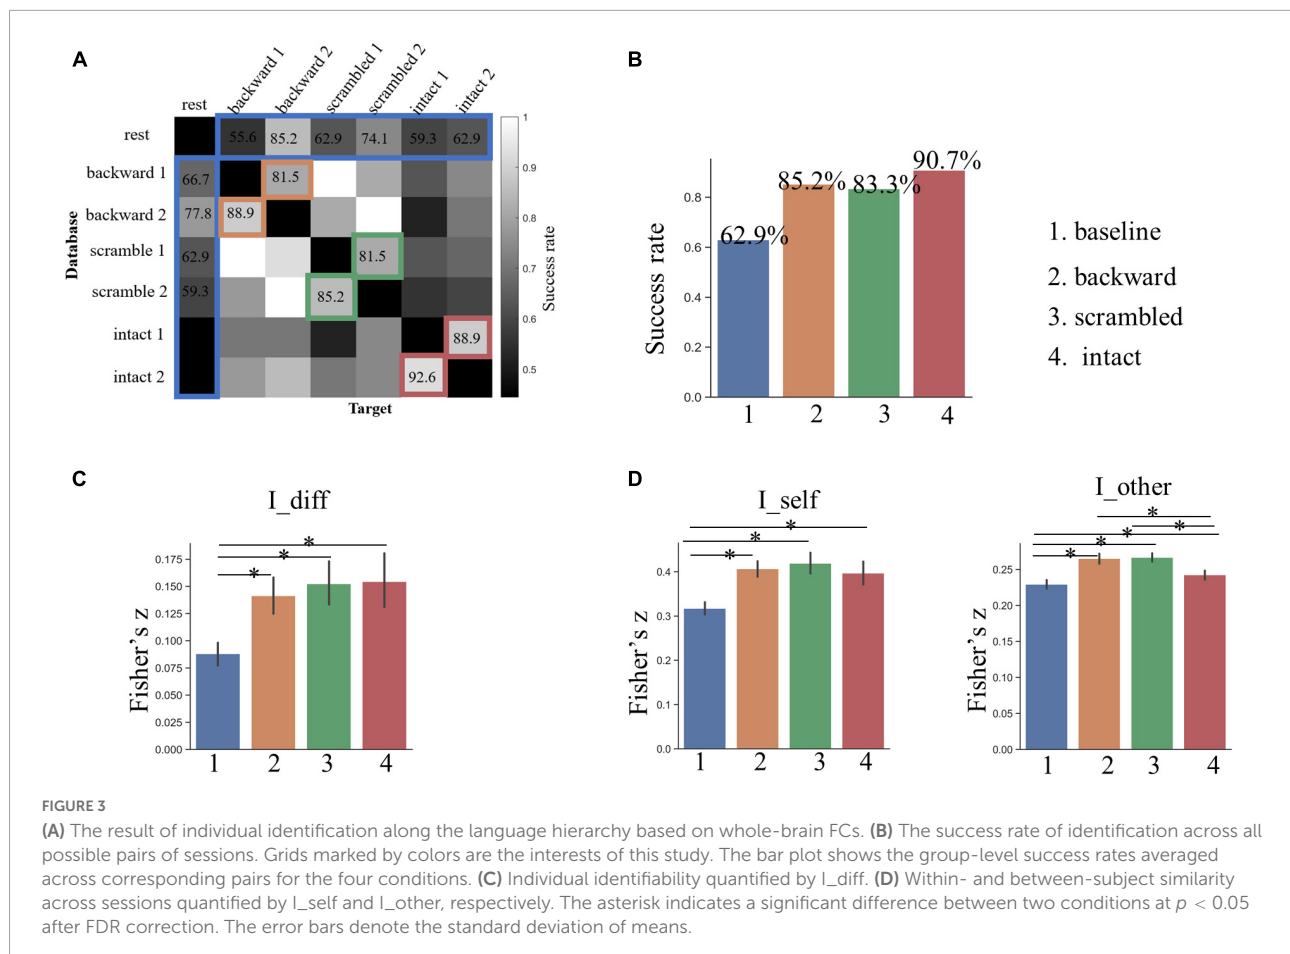 A
rest
backward 1
backward 2
scrambled 1
scrambled 2
intact 1
intact 2
rest
55.6 85.2 62.9 74.1 59.3 62.9
backward 1
66.7 81.5
backward 2
77.8 88.9
scramble 1
62.9 81.5
scramble 2
59.3 85.2
intact 1
88.9
intact 2
92.6
Database
Target
1
0.9
0.8
0.7
0.6
0.5
Success rate
B
Success rate
0.8
0.6
0.4
0.2
0.0
62.9%
85.2%
83.3%
90.7%
1 2 3 4
1. baseline
2. backward
3. scrambled
4. intact
C
I_diff
Fisher's z
0.175
0.150
0.125
0.100
0.075
0.050
0.025
0.000
* * *
1 2 3 4
D
I_self
Fisher's z
0.4
0.3
0.2
0.1
0.0
* * *
1 2 3 4
I_other
Fisher's z
0.25
0.20
0.15
0.10
0.05
0.00
* * * * *
1 2 3 4
FIGURE 3
(A) The result of individual identification along the language hierarchy based on whole-brain FCs. (B) The success rate of identification across all
possible pairs of sessions. Grids marked by colors are the interests of this study. The bar plot shows the group-level success rates averaged
across corresponding pairs for the four conditions. (C) Individual identifiability quantified by I_diff. (D) Within- and between-subject similarity
across sessions quantified by I_self and I_other, respectively. The asterisk indicates a significant difference between two conditions at p < 0.05
after FDR correction. The error bars denote the standard deviation of means.